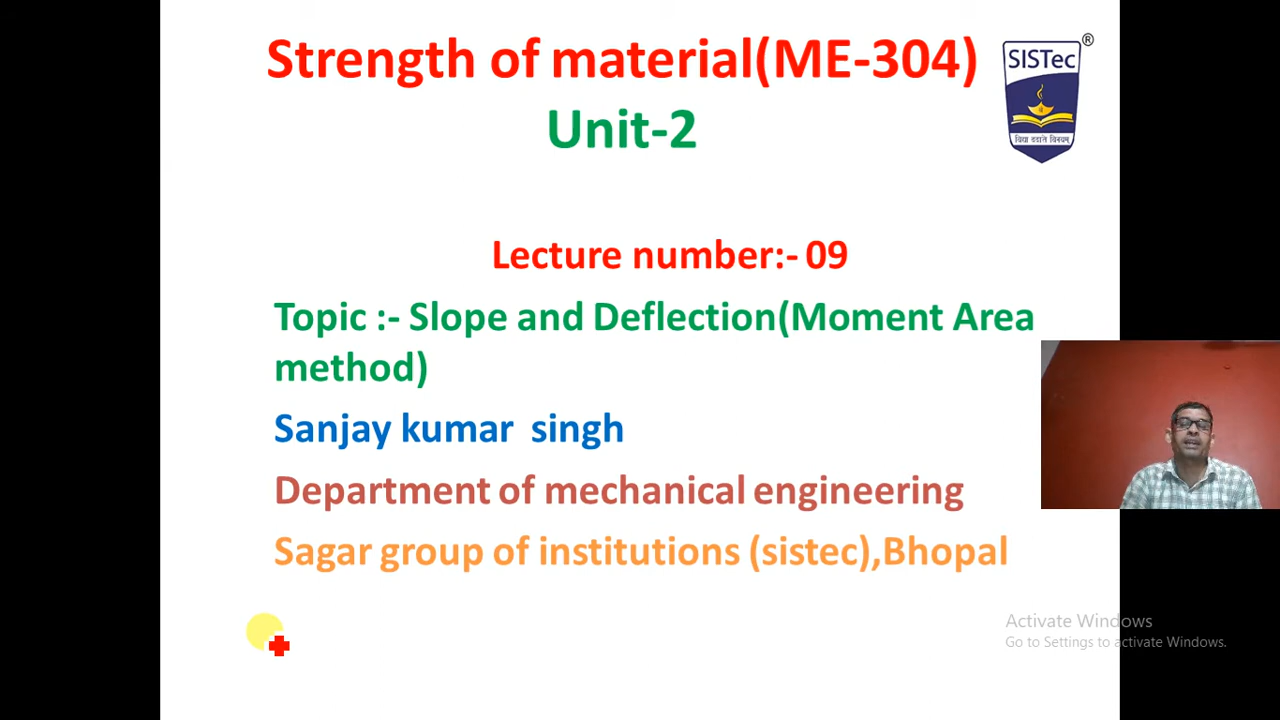 Strength of material(ME-304)
Unit-2
®
SISTec
विद्या ददाति विनयम्
Lecture number:- 09
Topic :- Slope and Deflection(Moment Area
method)
Sanjay kumar singh
Department of mechanical engineering
Sagar group of institutions (sistec),Bhopal
Activate Windows
Go to Settings to activate Windows.